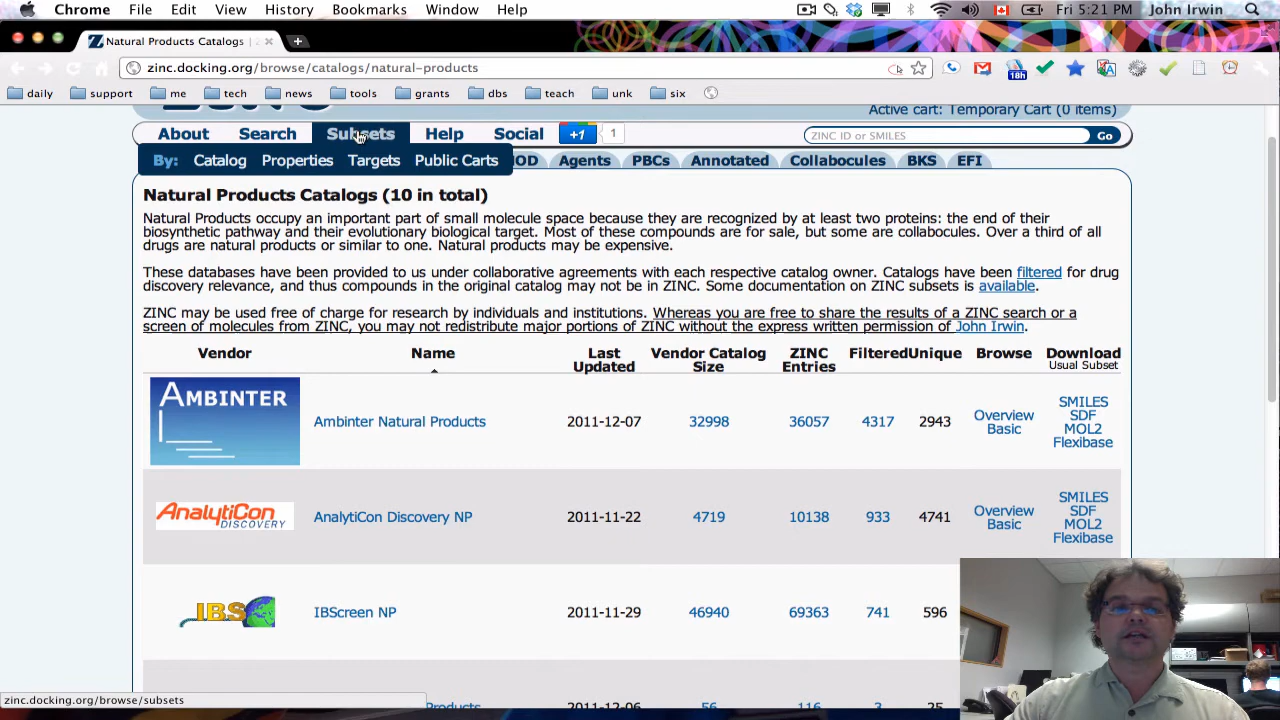 Chrome File Edit View History Bookmarks Window Help Fri 5:21 PM John Irwin
Natural Products Catalogs |
zinc.docking.org/browse/catalogs/natural-products
18h
daily support me tech news tools grants dbs teach unk six
Active cart: Temporary Cart (0 items)
About Search Subsets Help Social +1 1 ZINC ID or SMILES Go
By: Catalog Properties Targets Public Carts OD Agents PBCs Annotated Collabocules BKS EFI
Natural Products Catalogs (10 in total)
Natural Products occupy an important part of small molecule space because they are recognized by at least two proteins: the end of their
biosynthetic pathway and their evolutionary biological target. Most of these compounds are for sale, but some are collabocules. Over a third of all
drugs are natural products or similar to one. Natural products may be expensive.
These databases have been provided to us under collaborative agreements with each respective catalog owner. Catalogs have been filtered for drug
discovery relevance, and thus compounds in the original catalog may not be in ZINC. Some documentation on ZINC subsets is available.
ZINC may be used free of charge for research by individuals and institutions. Whereas you are free to share the results of a ZINC search or a
screen of molecules from ZINC, you may not redistribute major portions of ZINC without the express written permission of John Irwin.
Vendor Name Last Updated Vendor Catalog Size ZINC Entries Filtered Unique Browse Download Usual Subset
AMBINTER Ambinter Natural Products 2011-12-07 32998 36057 4317 2943 Overview Basic SMILES SDF MOL2 Flexibase
AnalytiCon DISCOVERY AnalytiCon Discovery NP 2011-11-22 4719 10138 933 4741 Overview Basic SMILES SDF MOL2 Flexibase
IBS IBScreen NP 2011-11-29 46940 69363 741 596
Products 2011-12-06 56 116 3 25
zinc.docking.org/browse/subsets